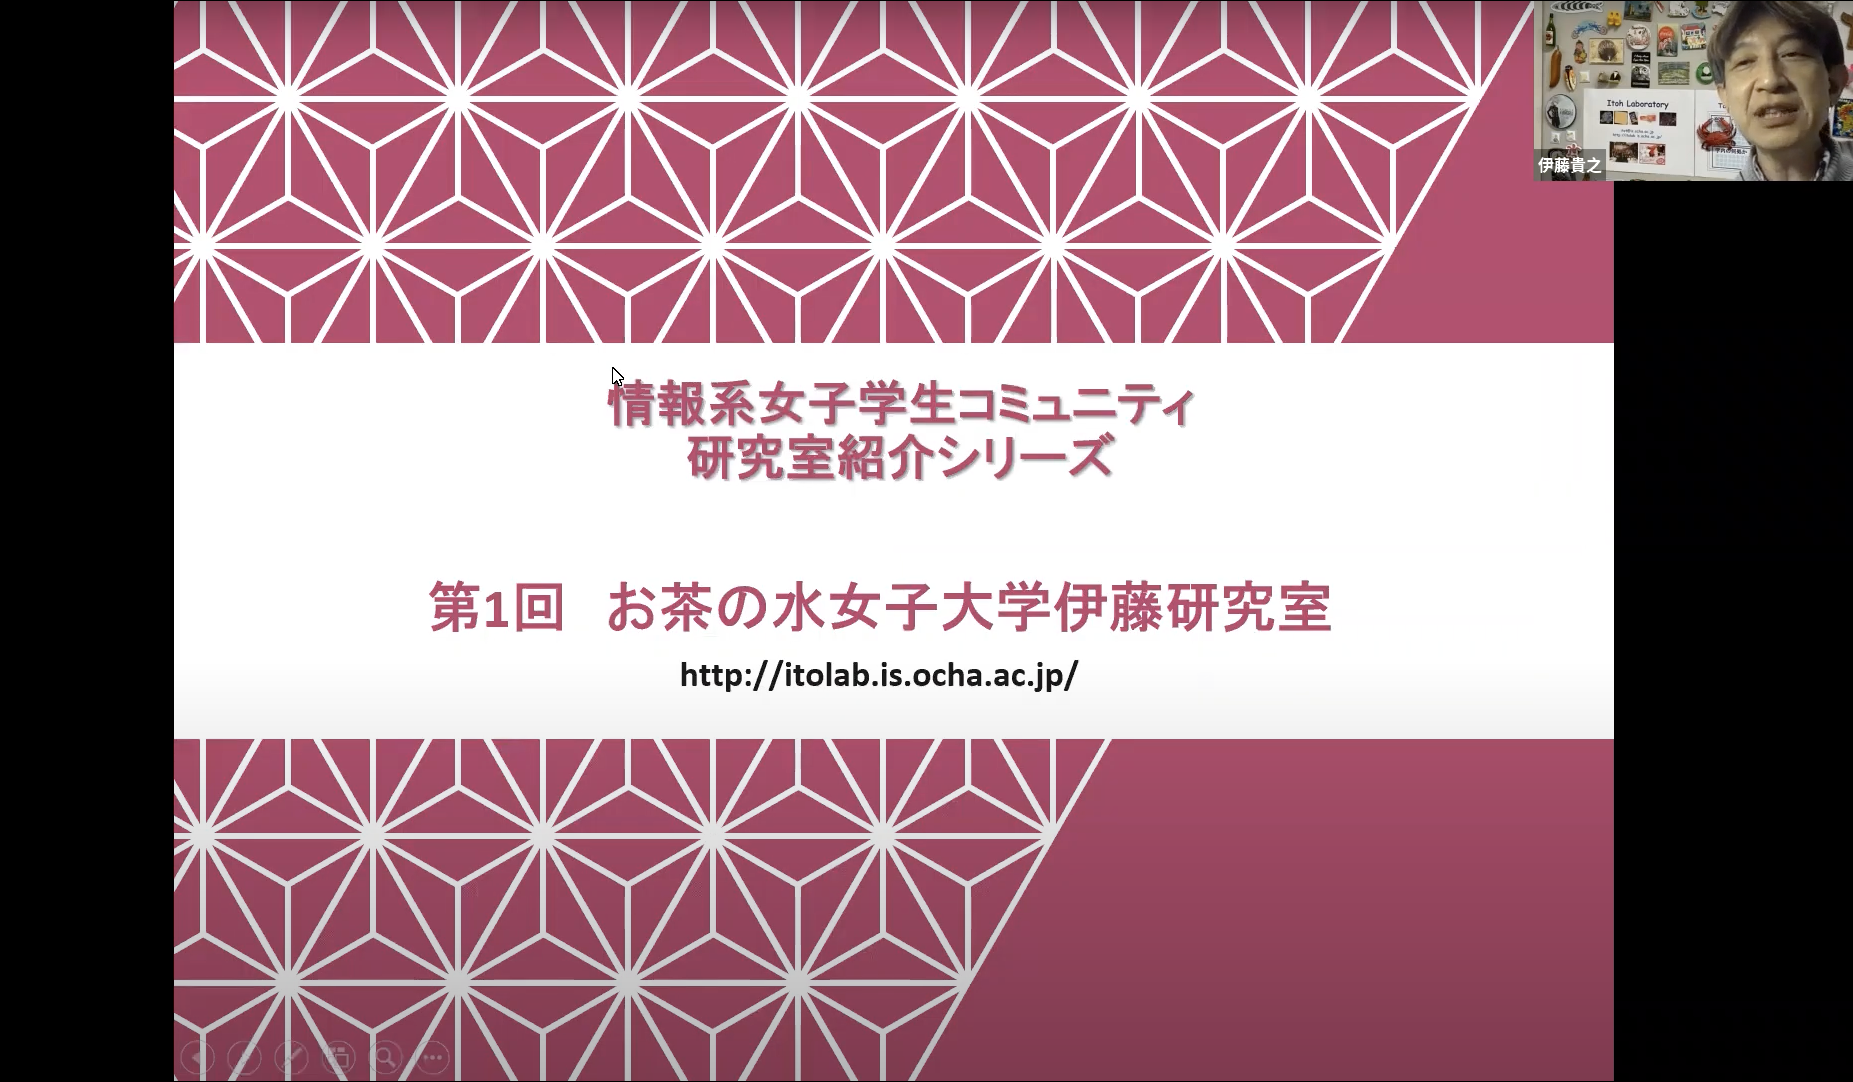 情報系女子学生コミュニティ
研究室紹介シリーズ
第1回　お茶の水女子大学伊藤研究室
http://itolab.is.ocha.ac.jp/
Itoh Laboratory
伊藤貴之